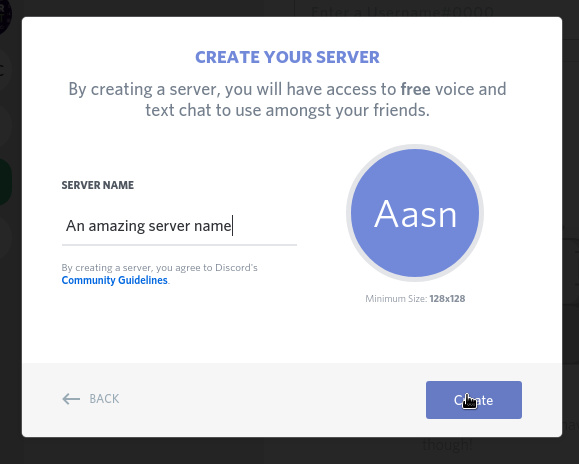 Enter a Username#0000
CREATE YOUR SERVER
By creating a server, you will have access to free voice and
text chat to use amongst your friends.
SERVER NAME
An amazing server name
Aasn
By creating a server, you agree to Discord's
Community Guidelines.
Minimum Size: 128x128
BACK
though.